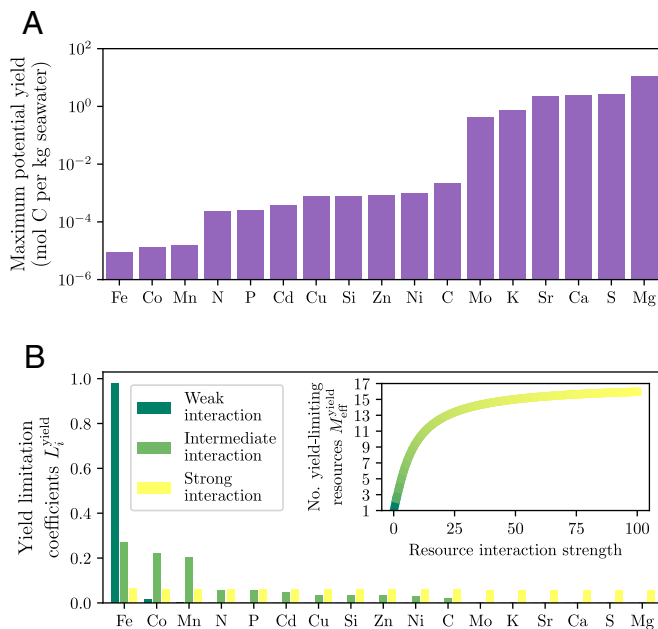 A
Maximum potential yield
(mol C per kg seawater)
10^2
10^0
10^−2
10^−4
10^−6
Fe Co Mn N P Cd Cu Si Zn Ni C Mo K Sr Ca S Mg
B
Yield limitation
coefficients L_i^yield
1.0
0.8
0.6
0.4
0.2
0.0
Weak
interaction
Intermediate
interaction
Strong
interaction
No. yield-limiting
resources M_eff^yield
17
15
13
11
9
7
5
3
1
0 25 50 75 100
Resource interaction strength
Fe Co Mn N P Cd Cu Si Zn Ni C Mo K Sr Ca S Mg